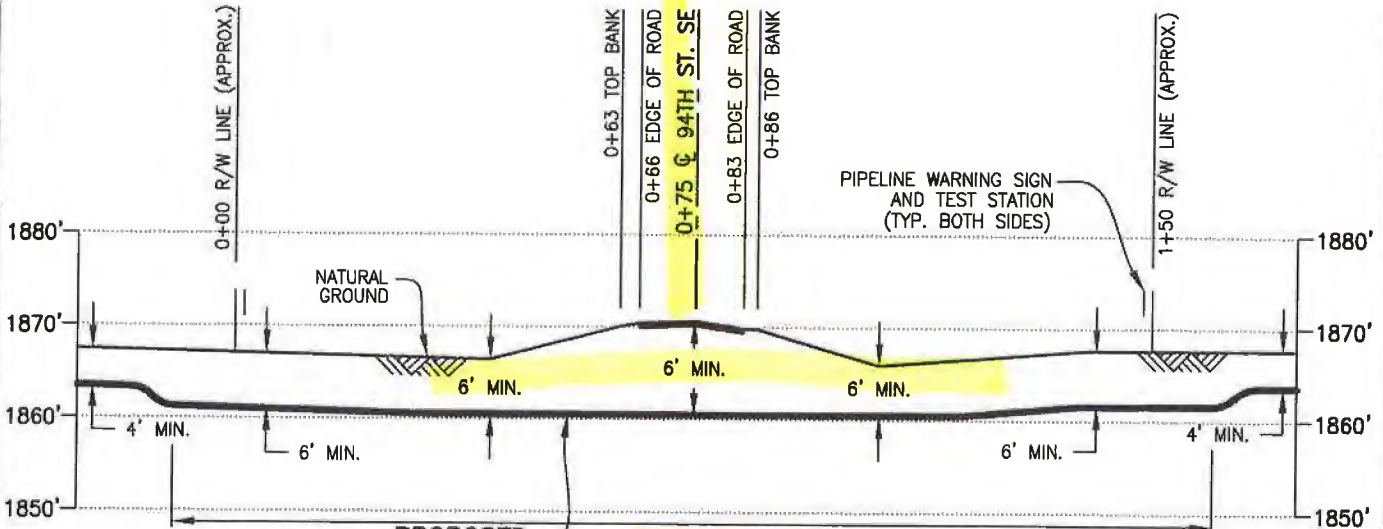 0+00 R/W LINE (APPROX.)
0+63 TOP BANK
0+66 EDGE OF ROAD
0+75 ℄ 94TH ST. SE
0+83 EDGE OF ROAD
0+86 TOP BANK
1+50 R/W LINE (APPROX.)
PIPELINE WARNING SIGN
AND TEST STATION
(TYP. BOTH SIDES)
1880'
1880'
NATURAL
GROUND
1870'
1870'
6' MIN.
6' MIN.
6' MIN.
1860'
1860'
4' MIN.
6' MIN.
6' MIN.
4' MIN.
1850'
1850'